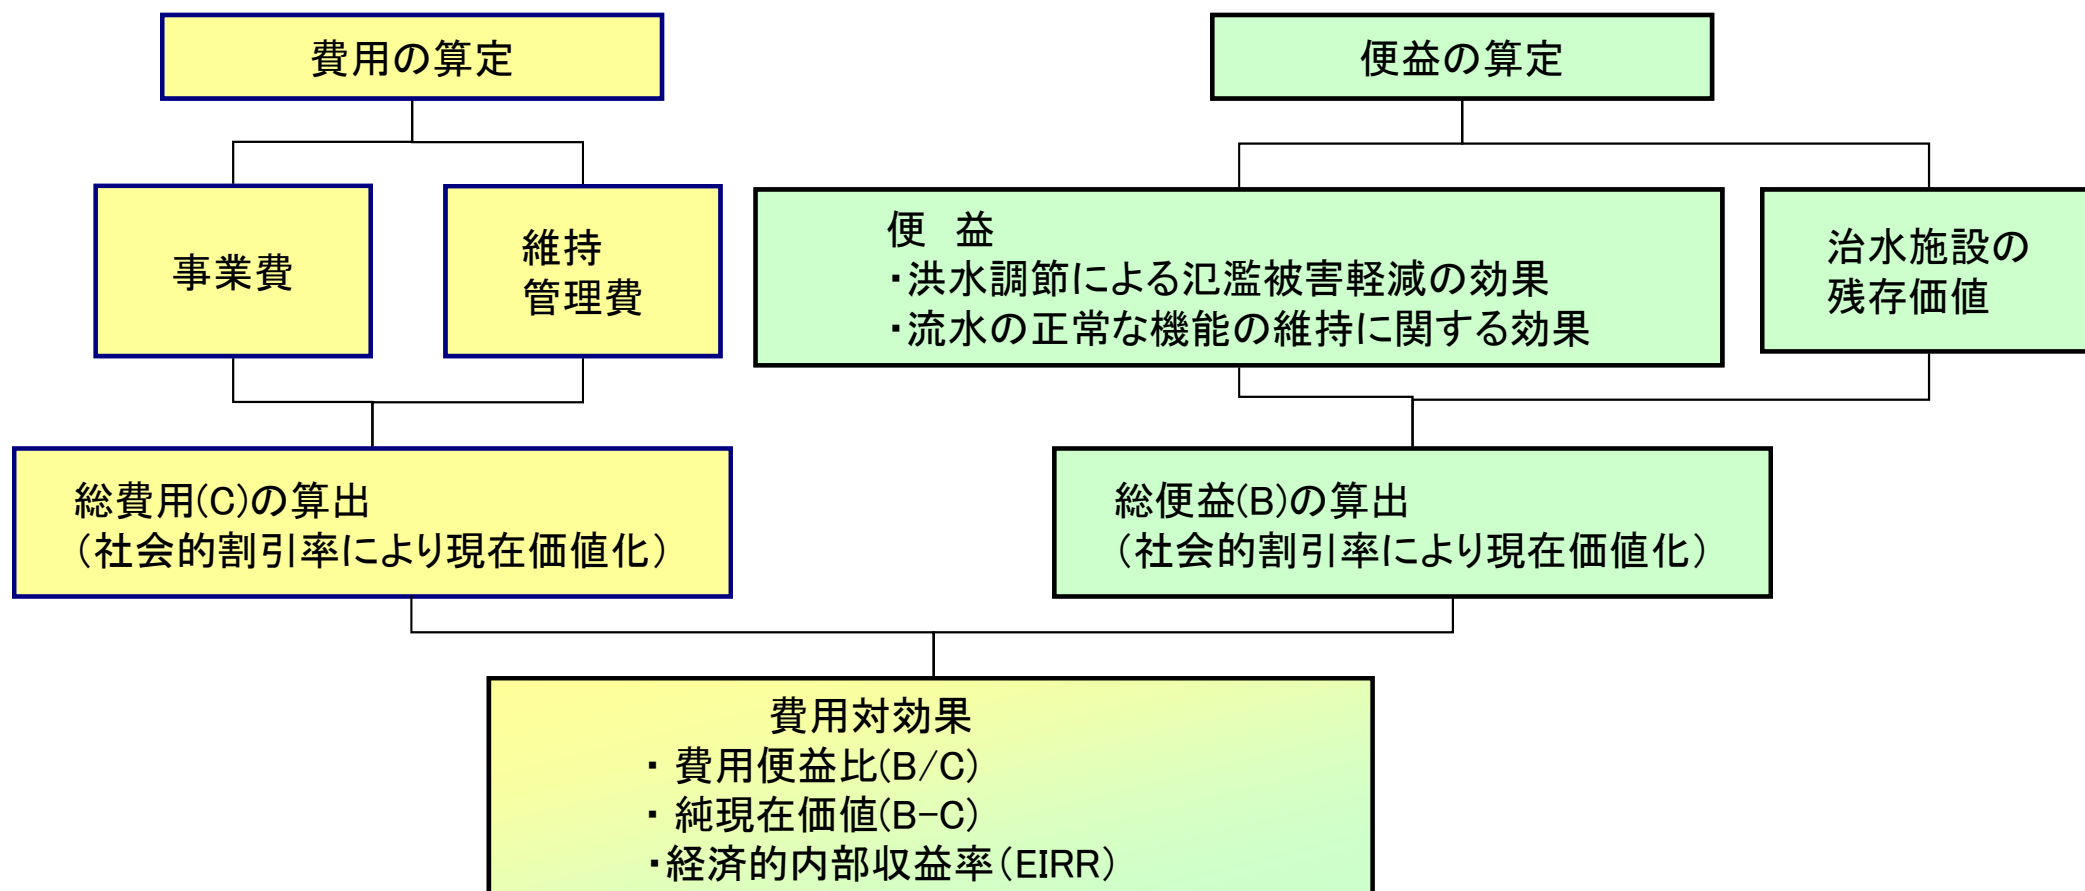 費用の算定
便益の算定
事業費
維持
管理費
便　益
・洪水調節による氾濫被害軽減の効果
・流水の正常な機能の維持に関する効果
治水施設の
残存価値
総費用(C)の算出
（社会的割引率により現在価値化）
総便益(B)の算出
（社会的割引率により現在価値化）
費用対効果
・ 費用便益比(B/C)
・ 純現在価値(B-C)
・経済的内部収益率(EIRR)